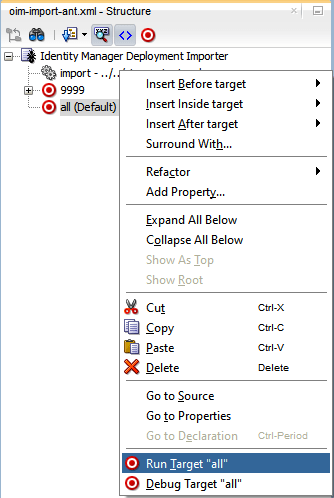 oim-import-ant.xml - Structure
Identity Manager Deployment Importer
import - ../../
9999
all (Default)
Insert Before target
Insert Inside target
Insert After target
Surround With...
Refactor
Add Property...
Expand All Below
Collapse All Below
Show As Top
Show Root
Cut Ctrl-X
Copy Ctrl-C
Paste Ctrl-V
Delete Delete
Go to Source
Go to Properties
Go to Declaration Ctrl-Period
Run Target "all"
Debug Target "all"